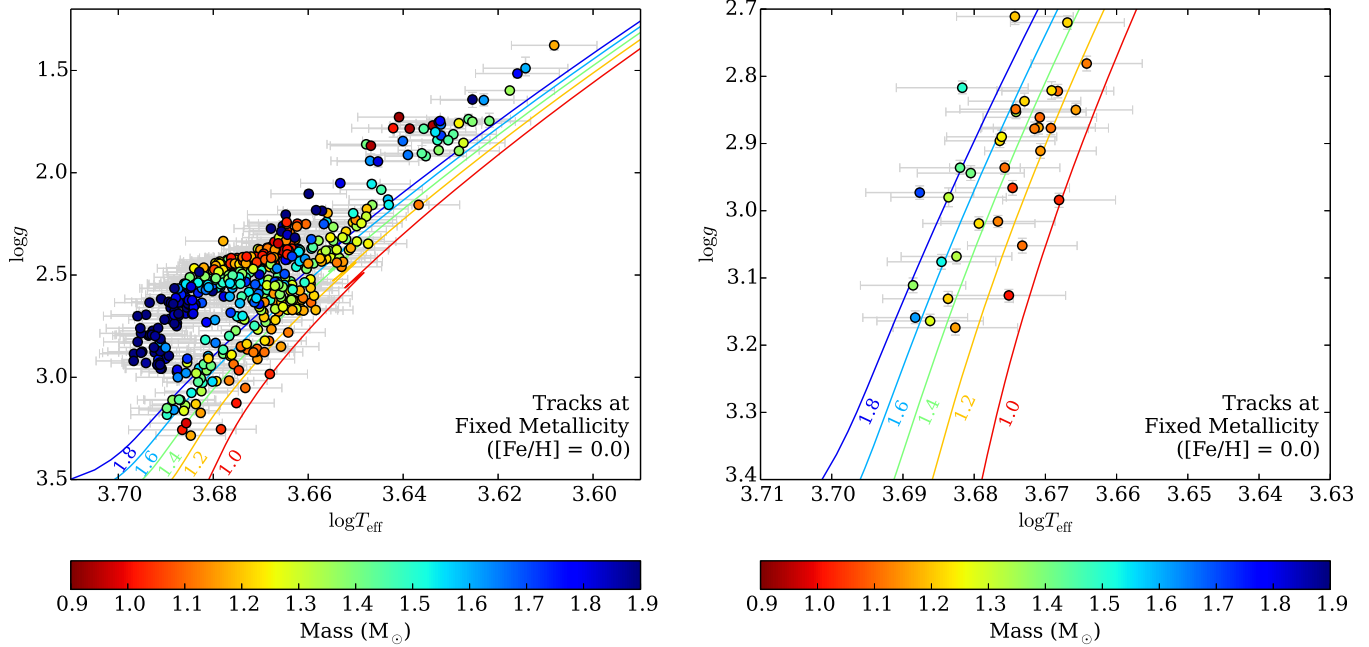 1.5
2.0
2.5
3.0
3.5
log g
3.70 3.68 3.66 3.64 3.62 3.60
log T_eff
1.8 1.6 1.4 1.2 1.0
Tracks at
Fixed Metallicity
([Fe/H] = 0.0)
0.9 1.0 1.1 1.2 1.3 1.4 1.5 1.6 1.7 1.8 1.9
Mass (M☉)
2.7
2.8
2.9
3.0
3.1
3.2
3.3
3.4
log g
3.71 3.70 3.69 3.68 3.67 3.66 3.65 3.64 3.63
log T_eff
1.8 1.6 1.4 1.2 1.0
Tracks at
Fixed Metallicity
([Fe/H] = 0.0)
0.9 1.0 1.1 1.2 1.3 1.4 1.5 1.6 1.7 1.8 1.9
Mass (M☉)